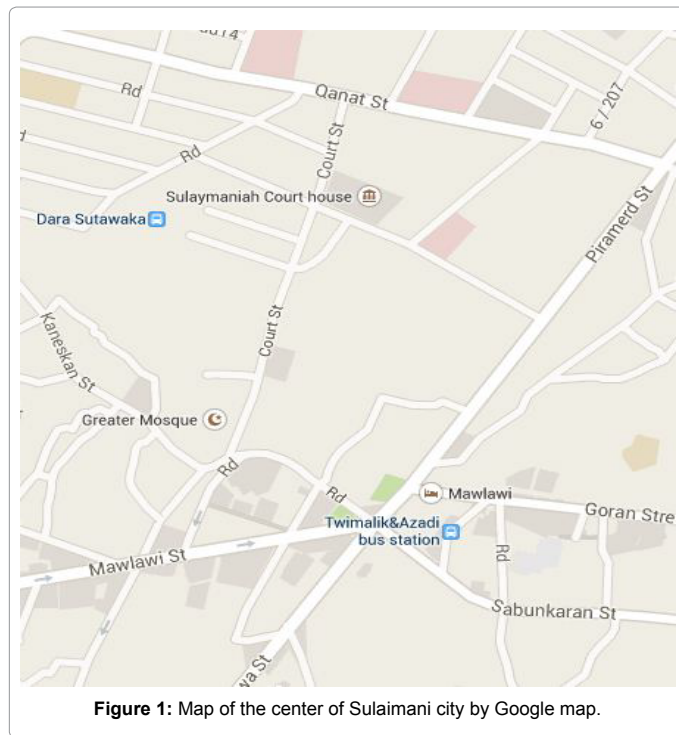 Qanat St
Rd
6 / 207
Court St
Rd
Sulaymaniah Court house
Dara Sutawaka
Piramerd St
Kaneskan St
Court St
Greater Mosque
Rd
Rd
Mawlawi
Goran Stre
Twimalik&Azadi
bus station
Rd
Mawlawi St
Sabunkaran St
wa St
Figure 1: Map of the center of Sulaimani city by Google map.